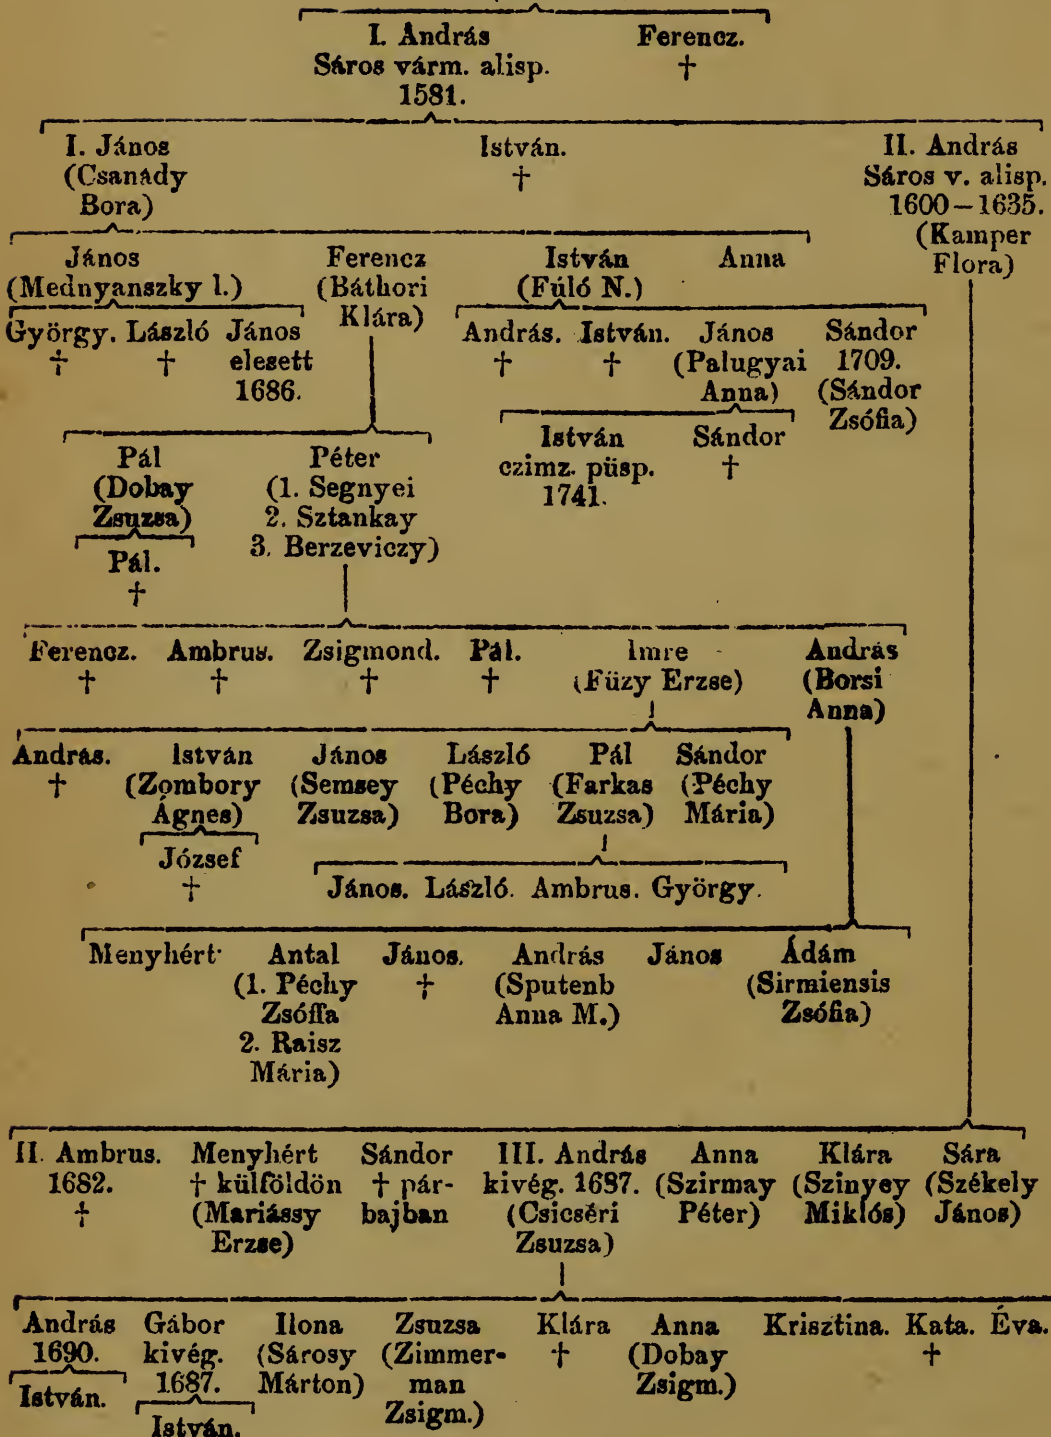 I. András Ferencz.
Sáros várm. alisp. †
1581.
I. János István. II. András
(Csanády † Sáros v. alisp.
Bora) 1600–1635.
(Kamper
Flora)
János Ferencz István Anna
(Mednyanszky l.) (Báthori (Fúló N.)
Klára)
György. László János András. István. János Sándor
† † elesett † † (Palugyai 1709.
1686. Anna) (Sándor
Zsófia)
Pál Péter István Sándor
(Dobay (1. Segnyei czimz. püsp. †
Zsuzsa) 2. Sztankay 1741.
3. Berzeviczy)
Pál.
†
Ferencz. Ambrus. Zsigmond. Pál. Imre András
† † † † (Füzy Erzse) (Borsi
Anna)
András. István János László Pál Sándor
† (Zombory (Semsey (Péchy (Farkas (Péchy
Ágnes) Zsuzsa) Bora) Zsuzsa) Mária)
József
†
János. László. Ambrus. György.
Menyhért Antal János. András János Ádám
(1. Péchy † (Sputenb (Sirmiensis
Zsóffa Anna M.) Zsófia)
2. Raisz
Mária)
II. Ambrus. Menyhért Sándor III. András Anna Klára Sára
1682. † külföldön † pár- kivég. 1687. (Szirmay (Szinyey (Székely
† (Mariássy bajban (Csicsëri Péter) Miklós) János)
Erzse) Zsuzsa)
András Gábor Ilona Zsuzsa Klára Anna Krisztina. Kata. Éva.
1690. kivég. (Sárosy (Zimmer- † (Dobay †
István. 1687. Márton) man Zsigm.)
István. Zsigm.)